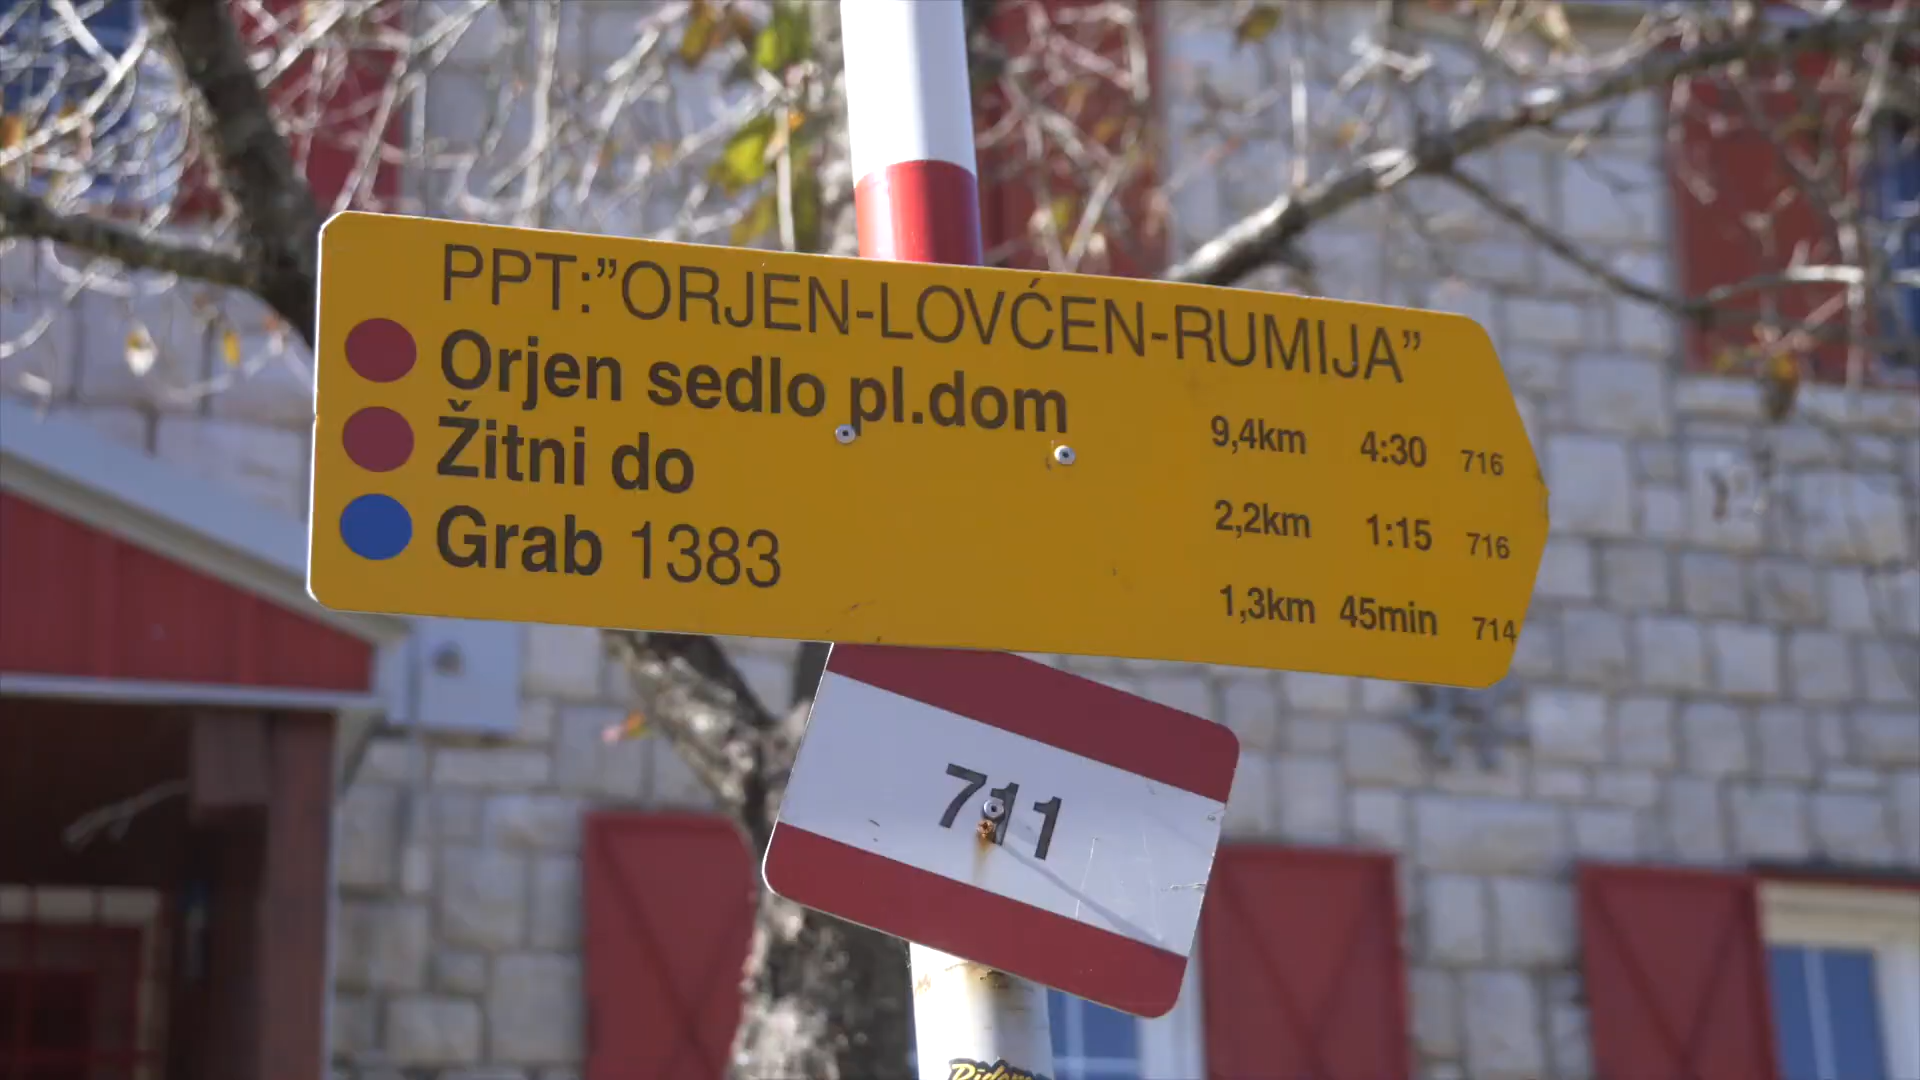 PPT:"ORJEN-LOVĆEN-RUMIJA"
Orjen sedlo pl.dom 9,4km 4:30 716
Žitni do 2,2km 1:15 716
Grab 1383 1,3km 45min 714
711